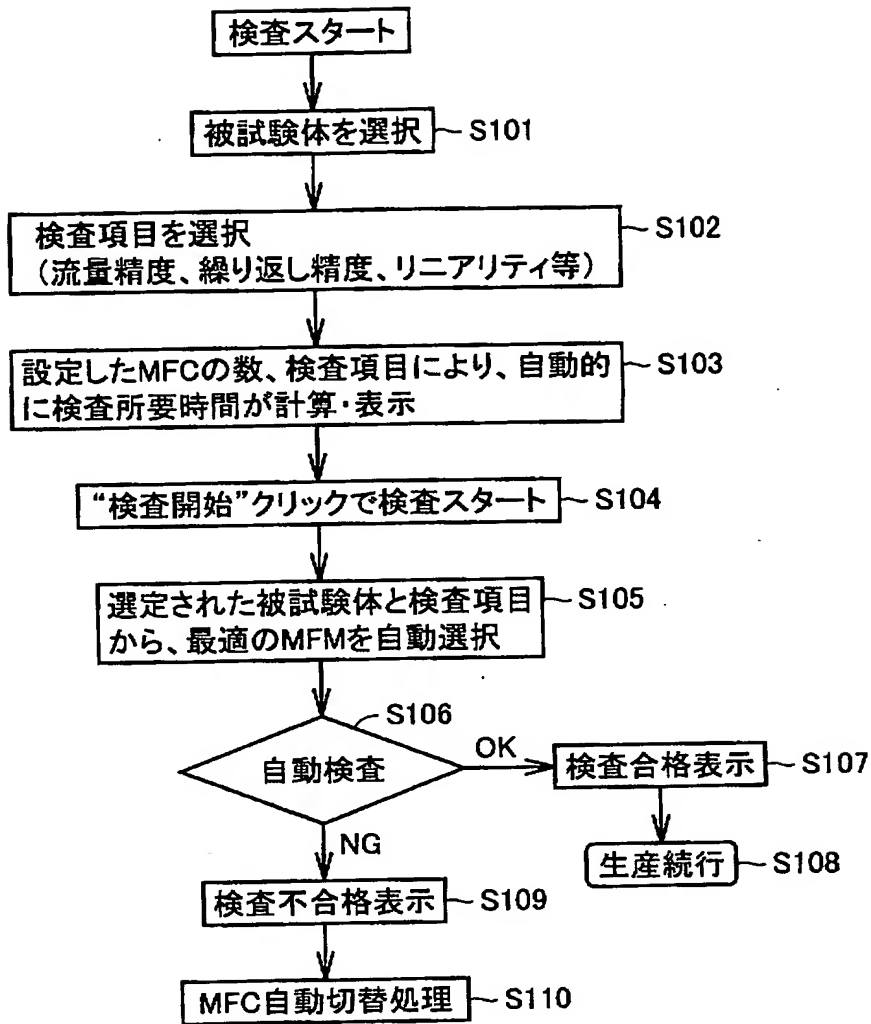 検査スタート
被試験体を選択
S101
検査項目を選択
(流量精度、繰り返し精度、リニアリティ等)
S102
設定したMFCの数、検査項目により、自動的
に検査所要時間が計算・表示
S103
“検査開始”クリックで検査スタート
S104
選定された被試験体と検査項目
から、最適のMFMを自動選択
S105
S106
自動検査
OK
検査合格表示
S107
生産続行
S108
NG
検査不合格表示
S109
MFC自動切替処理
S110